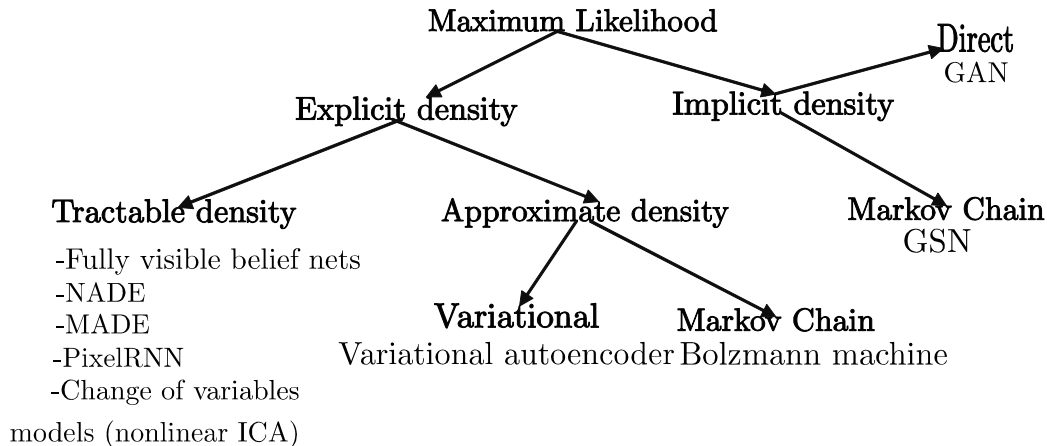 Maximum Likelihood
Direct
GAN
Explicit density
Implicit density
Tractable density
Approximate density
Markov Chain
GSN
-Fully visible belief nets
-NADE
-MADE
-PixelRNN
-Change of variables
models (nonlinear ICA)
Variational
Variational autoencoder
Markov Chain
Bolzmann machine